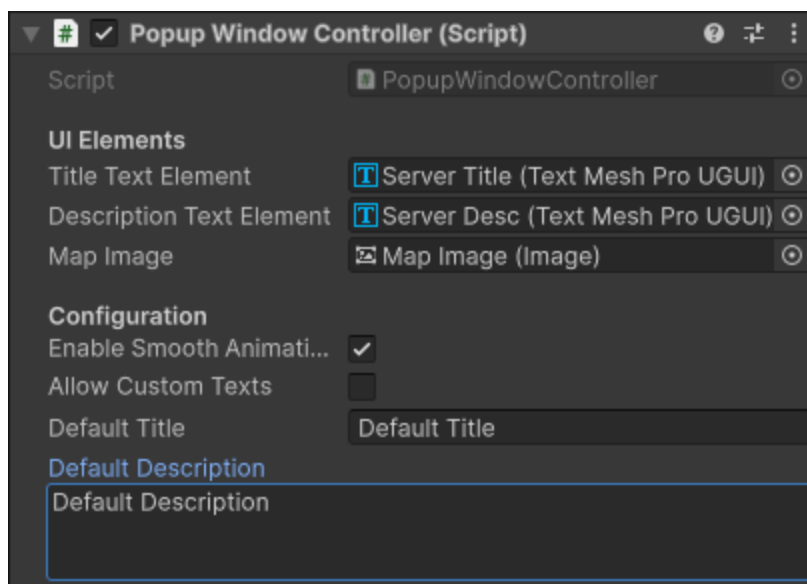 Popup Window Controller (Script)
Script PopupWindowController
UI Elements
Title Text Element Server Title (Text Mesh Pro UGUI)
Description Text Element Server Desc (Text Mesh Pro UGUI)
Map Image Map Image (Image)
Configuration
Enable Smooth Animati...
Allow Custom Texts
Default Title Default Title
Default Description
Default Description